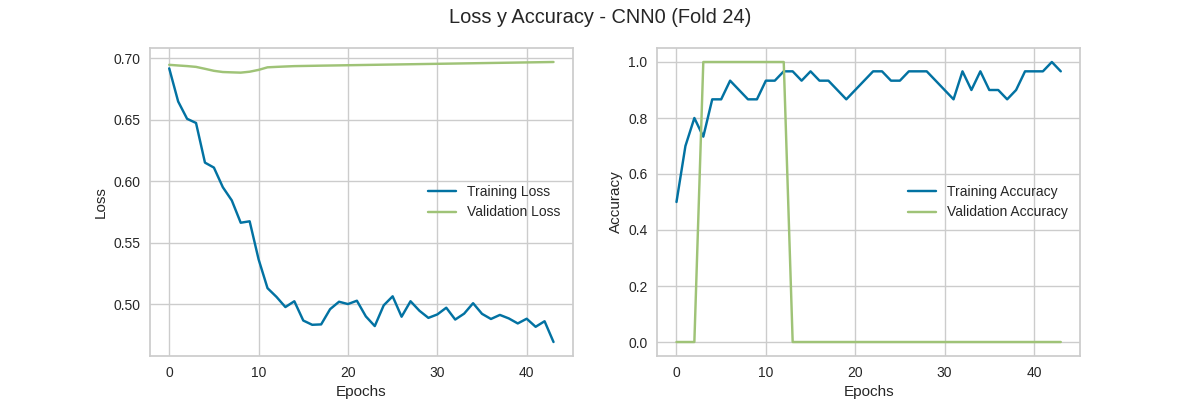 Loss y Accuracy - CNN0 (Fold 24)
0.70
0.65
0.60
0.55
0.50
Loss
Training Loss
Validation Loss
0 10 20 30 40
Epochs
1.0
0.8
0.6
0.4
0.2
0.0
Accuracy
Training Accuracy
Validation Accuracy
0 10 20 30 40
Epochs